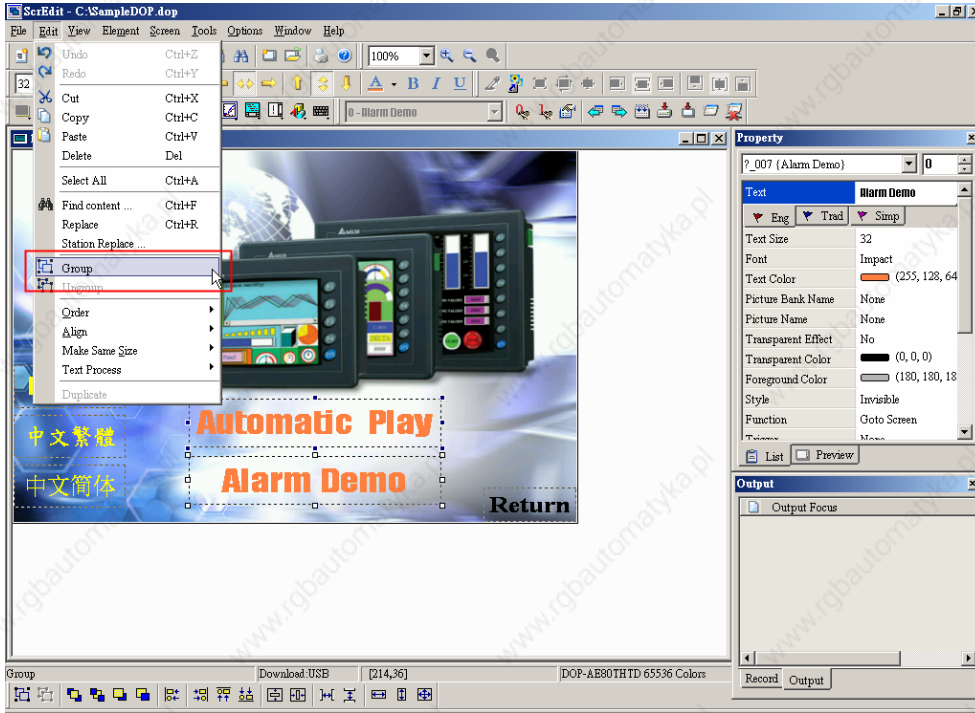 ScrEdit - C:\SampleDOP.dop
File Edit View Element Screen Tools Options Window Help
Undo Ctrl+Z
Redo Ctrl+Y
Cut Ctrl+X
Copy Ctrl+C
Paste Ctrl+V
Delete Del
Select All Ctrl+A
Find content ... Ctrl+F
Replace Ctrl+R
Station Replace ...
Group
Ungroup
Order
Align
Make Same Size
Text Process
Duplicate
100%
32
A B I U
0 - Alarm Demo
Automatic Play
Alarm Demo
中文繁體
中文简体
Return
Property
?_007 {Alarm Demo} 0
Text Alarm Demo
Eng Trad Simp
Text Size 32
Font Impact
Text Color (255, 128, 64
Picture Bank Name None
Picture Name None
Transparent Effect No
Transparent Color (0, 0, 0)
Foreground Color (180, 180, 18
Style Invisible
Function Goto Screen
Trigger None
List Preview
Output
Output Focus
Record Output
Group Download:USB [214,36] DOP-AE80THTD 65536 Colors
www.rgbautomatyka.pl